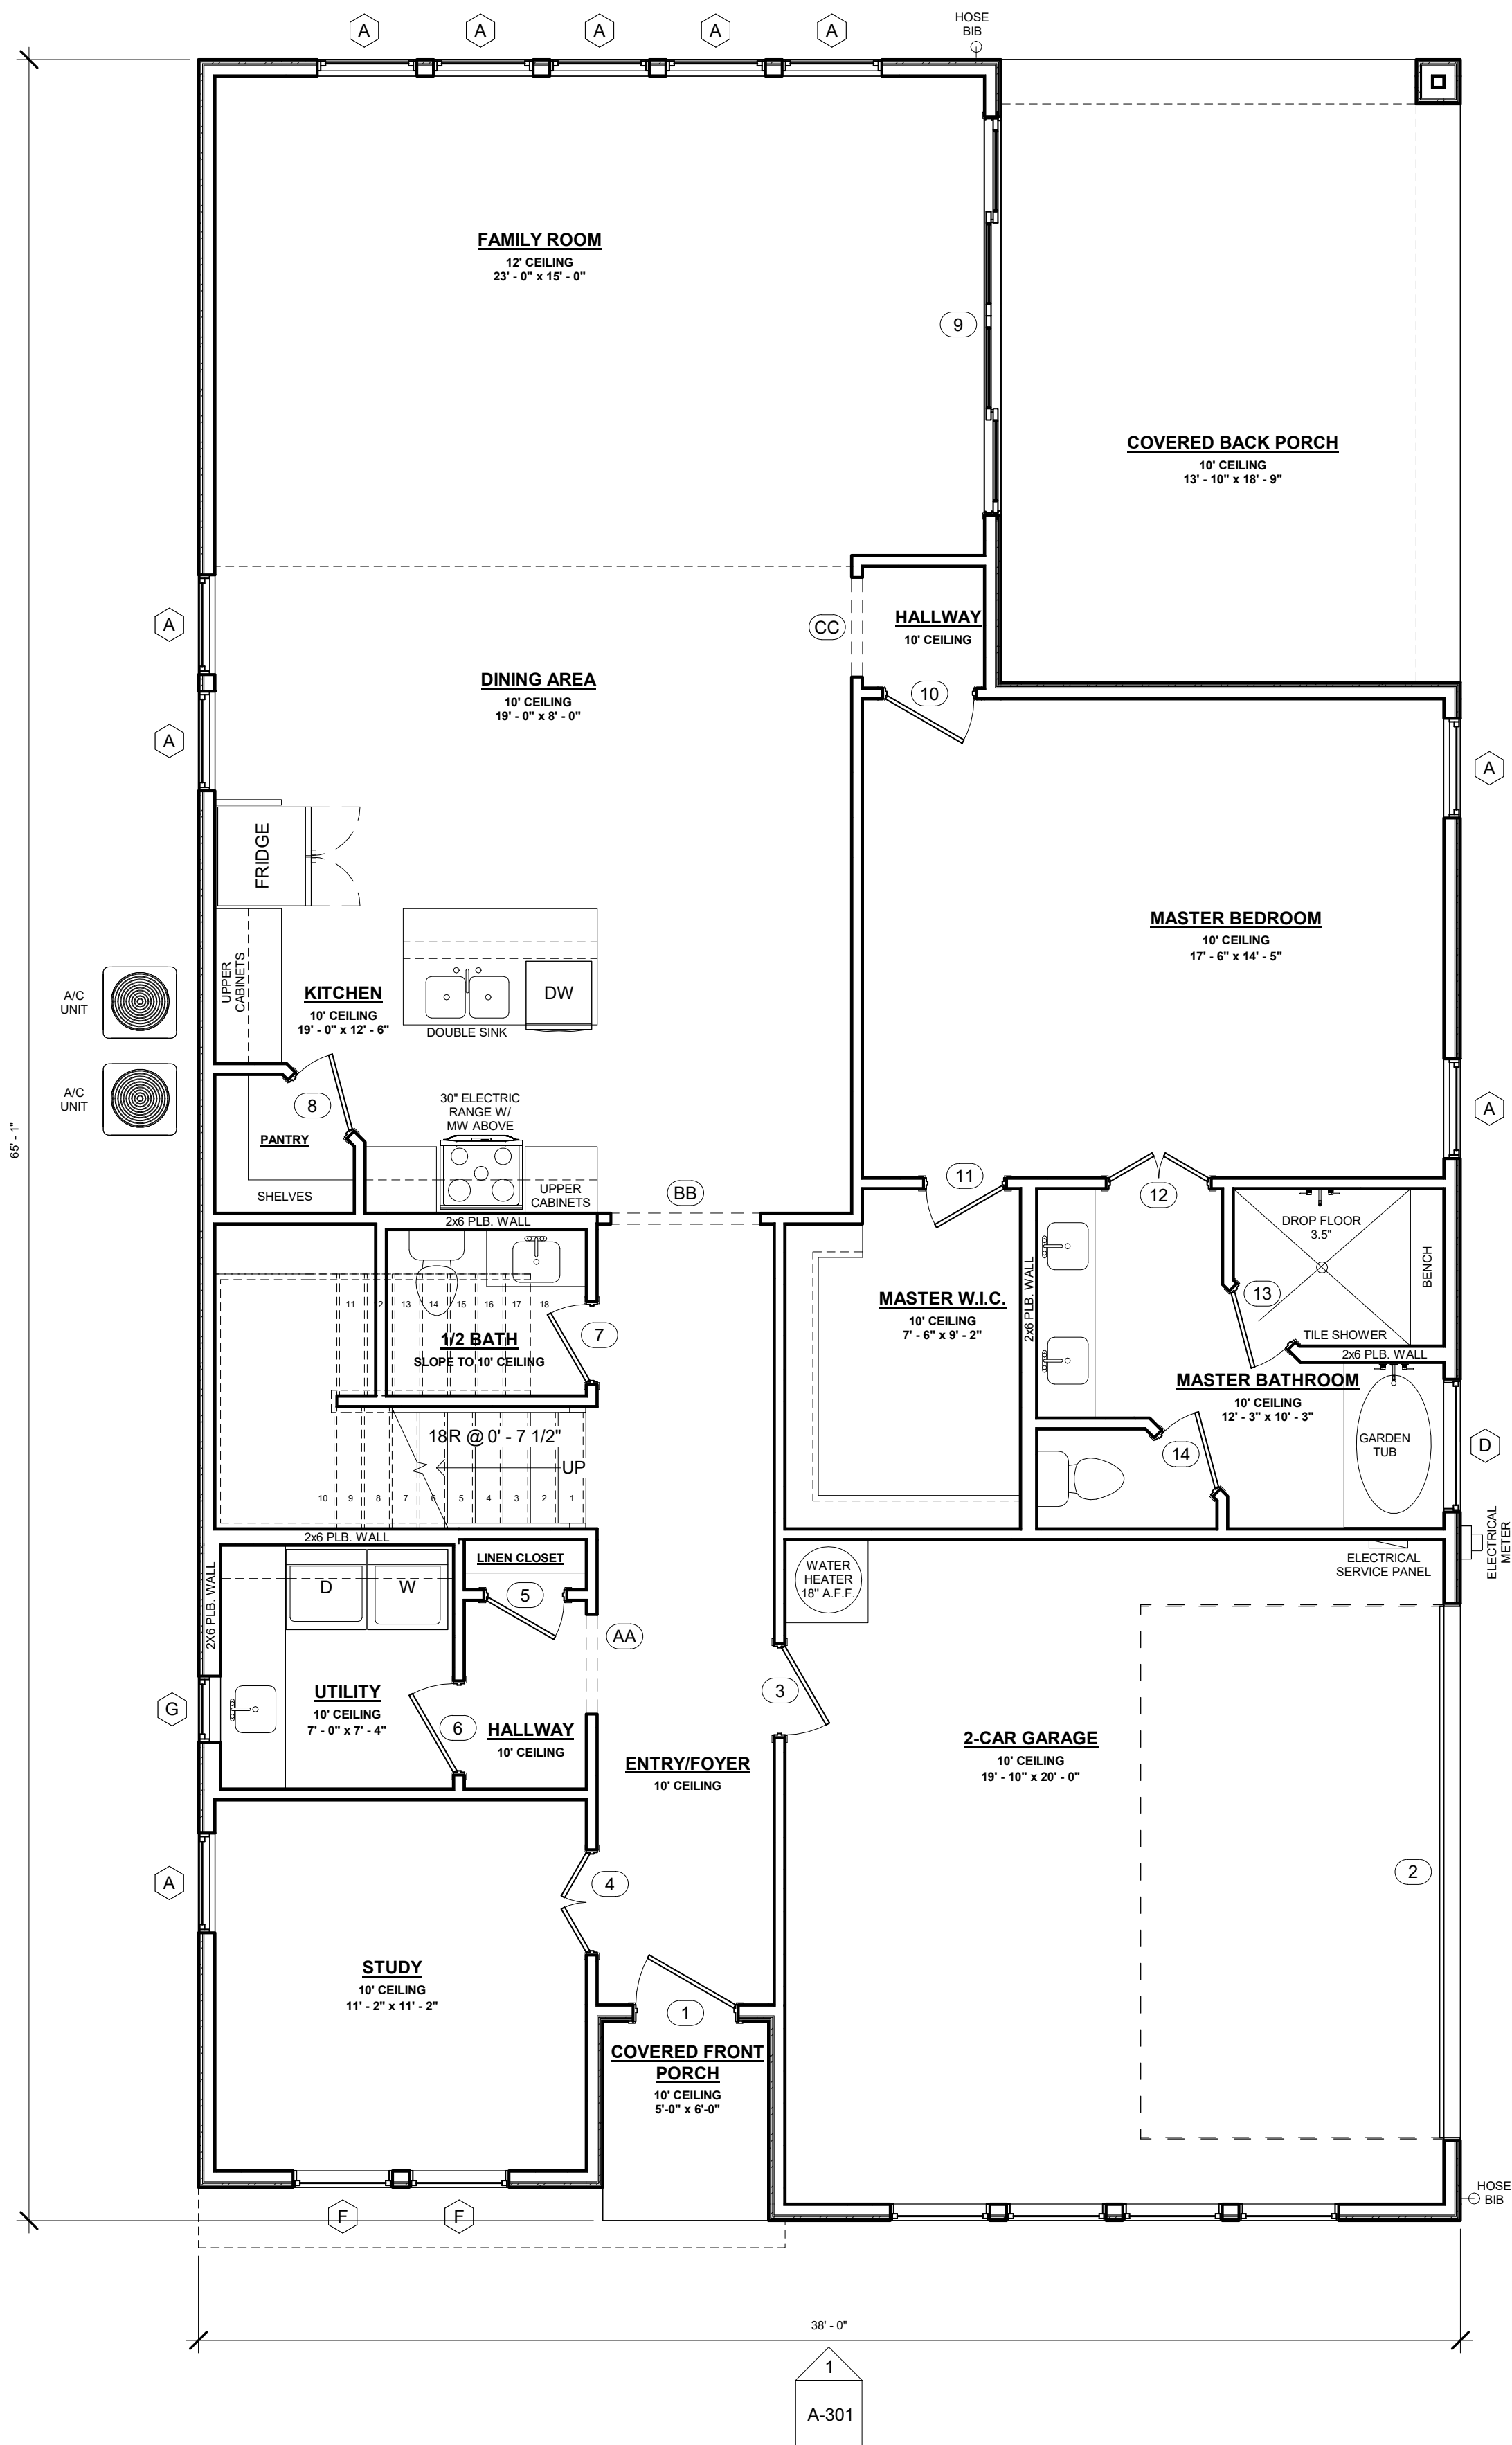 A
A
A
A
A
HOSE
BIB
FAMILY ROOM
12' CEILING
23' - 0" x 15' - 0"
9
COVERED BACK PORCH
10' CEILING
13' - 10" x 18' - 9"
A
CC
HALLWAY
10' CEILING
DINING AREA
10' CEILING
19' - 0" x 8' - 0"
10
A
A
FRIDGE
MASTER BEDROOM
10' CEILING
17' - 6" x 14' - 5"
UPPER
CABINETS
KITCHEN
10' CEILING
19' - 0" x 12' - 6"
DW
DOUBLE SINK
A/C
UNIT
A/C
UNIT
8
PANTRY
SHELVES
30" ELECTRIC
RANGE W/
MW ABOVE
UPPER
CABINETS
A
65' - 1"
11
12
BB
2x6 PLB. WALL
DROP FLOOR
3.5"
BENCH
13
TILE SHOWER
2x6 PLB. WALL
2x6 PLB. WALL
MASTER W.I.C.
10' CEILING
7' - 6" x 9' - 2"
11
2
13
14
15
16
17
18
7
1/2 BATH
SLOPE TO 10' CEILING
MASTER BATHROOM
10' CEILING
12' - 3" x 10' - 3"
GARDEN
TUB
D
14
18R @ 0' - 7 1/2"
UP
10
9
8
7
6
5
4
3
2
1
2x6 PLB. WALL
LINEN CLOSET
WATER
HEATER
18" A.F.F.
ELECTRICAL
SERVICE PANEL
ELECTRICAL
METER
2X6 PLB. WALL
D
W
5
AA
3
G
UTILITY
10' CEILING
7' - 0" x 7' - 4"
6
HALLWAY
10' CEILING
ENTRY/FOYER
10' CEILING
2-CAR GARAGE
10' CEILING
19' - 10" x 20' - 0"
A
4
2
STUDY
10' CEILING
11' - 2" x 11' - 2"
1
COVERED FRONT
PORCH
10' CEILING
5'-0" x 6'-0"
F
F
HOSE
BIB
38' - 0"
1
A-301